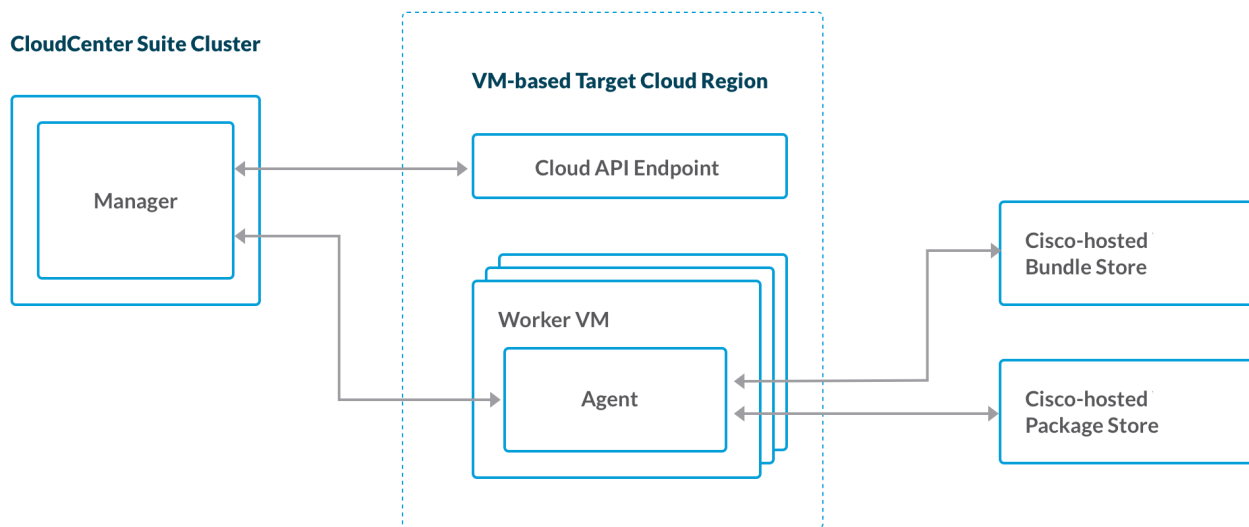 CloudCenter Suite Cluster
VM-based Target Cloud Region
Manager
Cloud API Endpoint
Worker VM
Agent
Cisco-hosted
Bundle Store
Cisco-hosted
Package Store